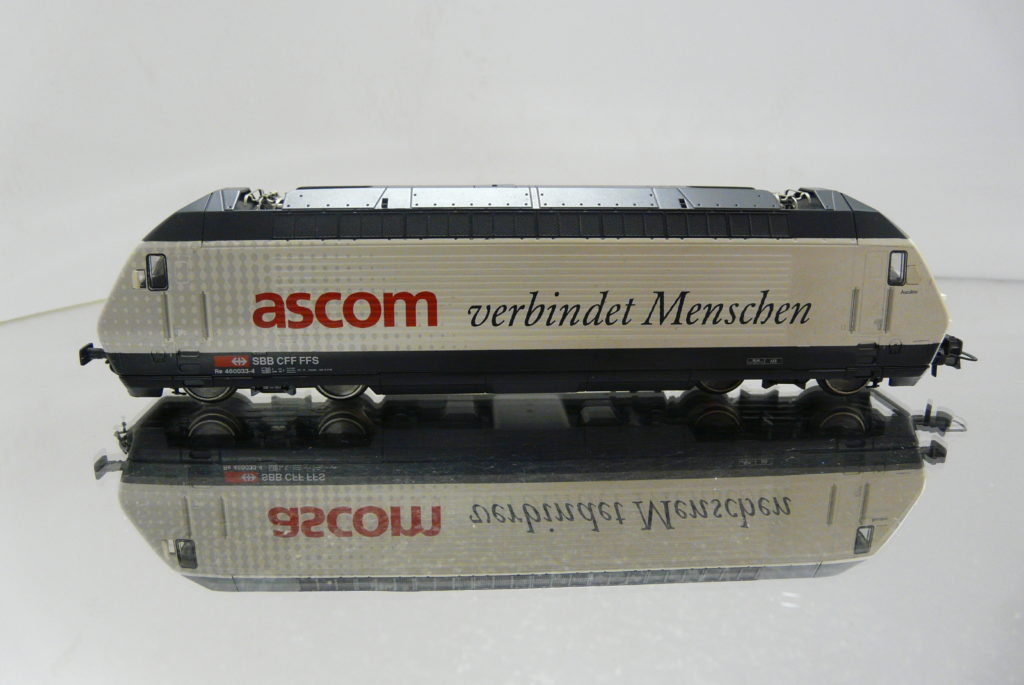 ascom verbindet Menschen
SBB CFF FFS
Re 460033-4